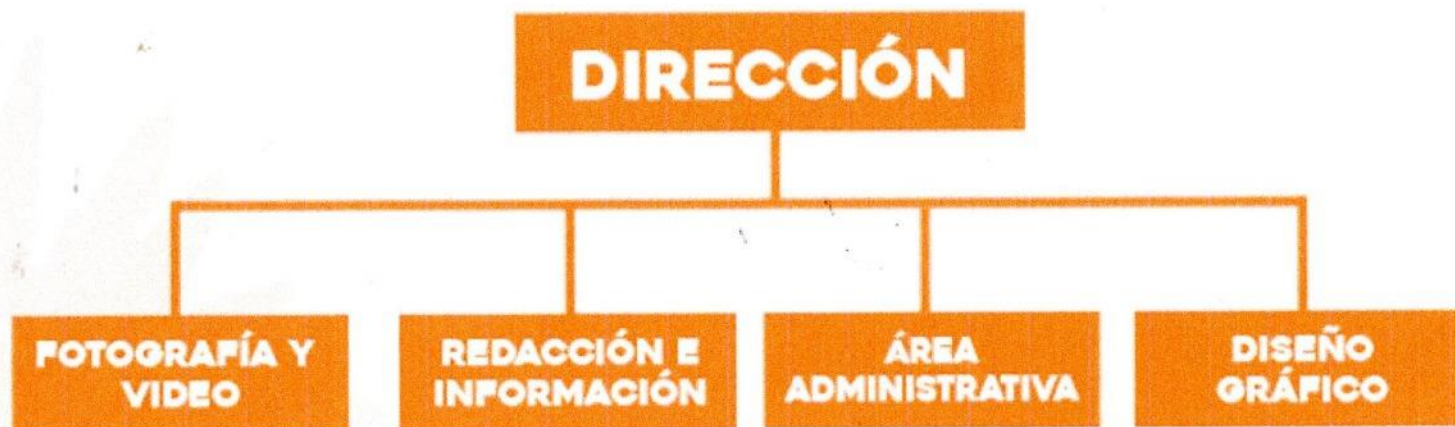 DIRECCIÓN
FOTOGRAFÍA Y
VIDEO
REDACCIÓN E
INFORMACIÓN
ÁREA
ADMINISTRATIVA
DISEÑO
GRÁFICO